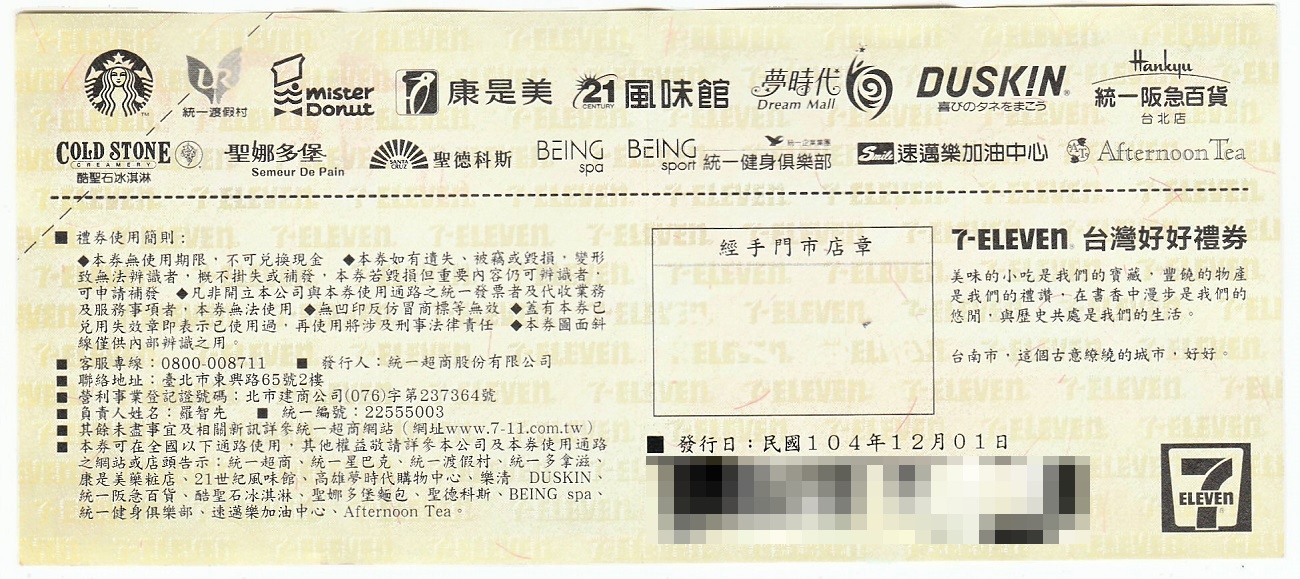 LR
統一渡假村
mister Donut
康是美
21 CENTURY 風味館
夢時代 Dream Mall
DUSKIN
喜びのタネをまこう
Hankyu
統一阪急百貨
台北店
COLD STONE CREAMERY
酷聖石冰淇淋
聖娜多堡
Semeur De Pain
SANTA CRUZ 聖德科斯
BEING spa
BEING sport 統一企業集團 統一健身俱樂部
Smile 速邁樂加油中心
AT Afternoon Tea
■ 禮券使用簡則：
◆本券無使用期限，不可兌換現金 ◆本券如有遺失、被竊或毀損，變形
致無法辨識者，概不掛失或補發，本券若毀損但重要內容仍可辨識者，
可申請補發 ◆凡非開立本公司與本券使用通路之統一發票者及代收業務
及服務事項者，本券無法使用 ◆無凹印反仿冒商標等無效 ◆蓋有本券已
兌用失效章即表示已使用過，再使用將涉及刑事法律責任 ◆本券圖面斜
線僅供內部辨識之用。
■ 客服專線：0800-008711 ■ 發行人：統一超商股份有限公司
■ 聯絡地址：臺北市東興路65號2樓
■ 營利事業登記證號碼：北市建商公司(076)字第237364號
■ 負責人姓名：羅智先 ■ 統一編號：22555003
■ 其餘未盡事宜及相關新訊詳參統一超商網站（網址www.7-11.com.tw）
■ 本券可在全國以下通路使用，其他權益敬請詳參本公司及本券使用通路
之網站或店頭告示：統一超商、統一星巴克、統一渡假村、統一多拿滋、
康是美藥粧店、21世紀風味館、高雄夢時代購物中心、樂清 DUSKIN、
統一阪急百貨、酷聖石冰淇淋、聖娜多堡麵包、聖德科斯、BEING spa、
統一健身俱樂部、速邁樂加油中心、Afternoon Tea。
經手門市店章
■ 發行日：民國104年12月01日
7-ELEVEN® 台灣好好禮券
美味的小吃是我們的寶藏，豐饒的物產
是我們的禮讚，在書香中漫步是我們的
悠閒，與歷史共處是我們的生活。
台南市，這個古意繚繞的城市，好好。
7 ELEVEN